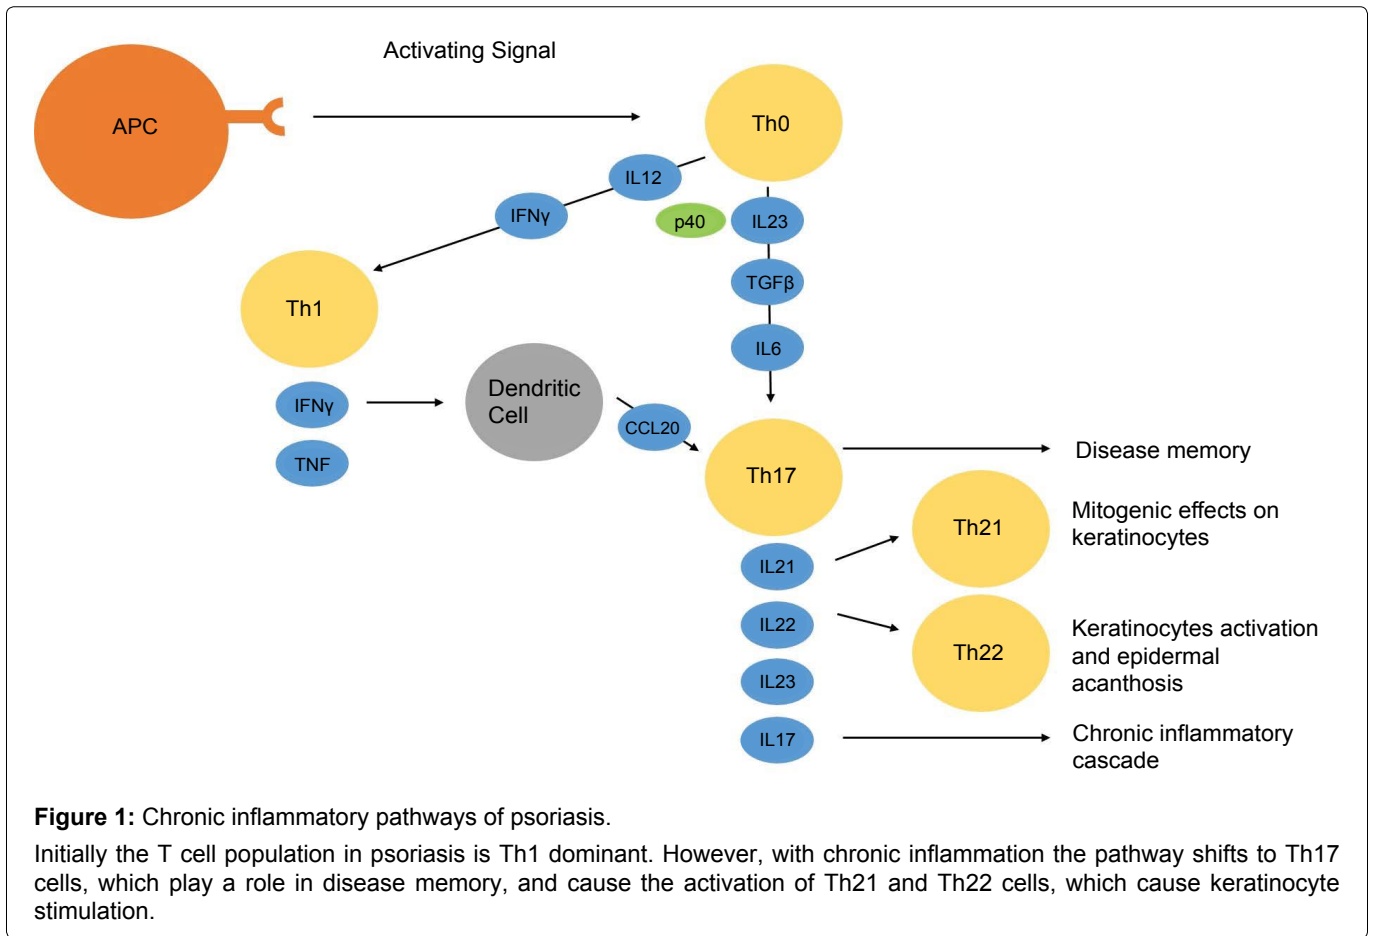 Activating Signal
APC
Th0
IL12
IFNγ
p40
IL23
TGFβ
IL6
Th1
IFNγ
TNF
Dendritic
Cell
CCL20
Th17
Disease memory
IL21
Th21
Mitogenic effects on
keratinocytes
IL22
Th22
Keratinocytes activation
and epidermal
acanthosis
IL23
IL17
Chronic inflammatory
cascade
Figure 1: Chronic inflammatory pathways of psoriasis.
Initially the T cell population in psoriasis is Th1 dominant. However, with chronic inflammation the pathway shifts to Th17
cells, which play a role in disease memory, and cause the activation of Th21 and Th22 cells, which cause keratinocyte
stimulation.